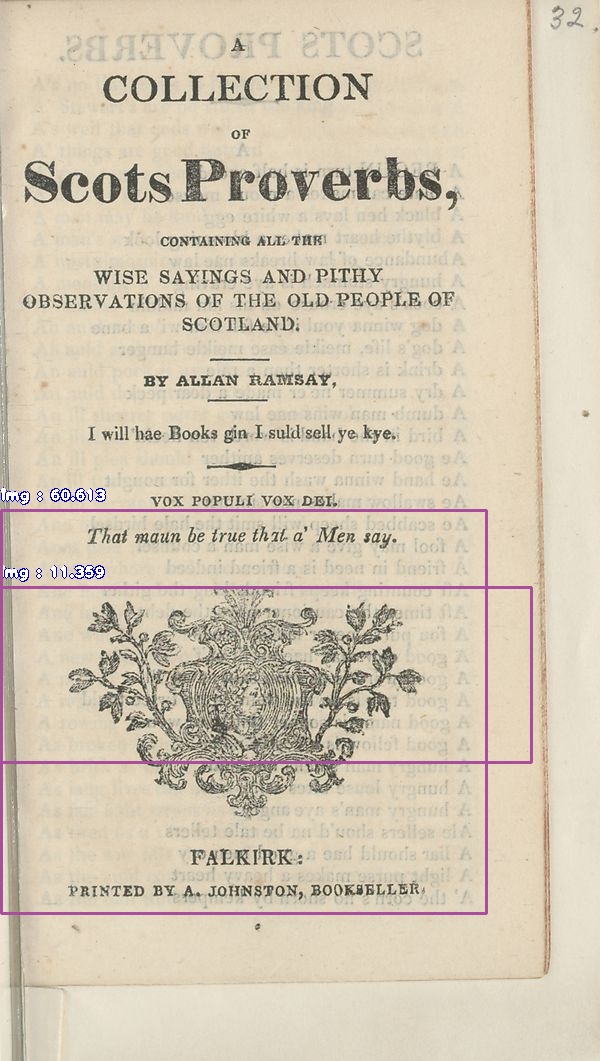 32
A
COLLECTION
OF
Scots Proverbs,
CONTAINING ALL THE
WISE SAYINGS AND PITHY
OBSERVATIONS OF THE OLD PEOPLE OF
SCOTLAND.
BY ALLAN RAMSAY,
I will hae Books gin I suld sell ye kye.
VOX POPULI VOX DEI.
img : 60.613
That maun be true that a' Men say.
img : 11.359
FALKIRK:
PRINTED BY A. JOHNSTON, BOOKSELLER.